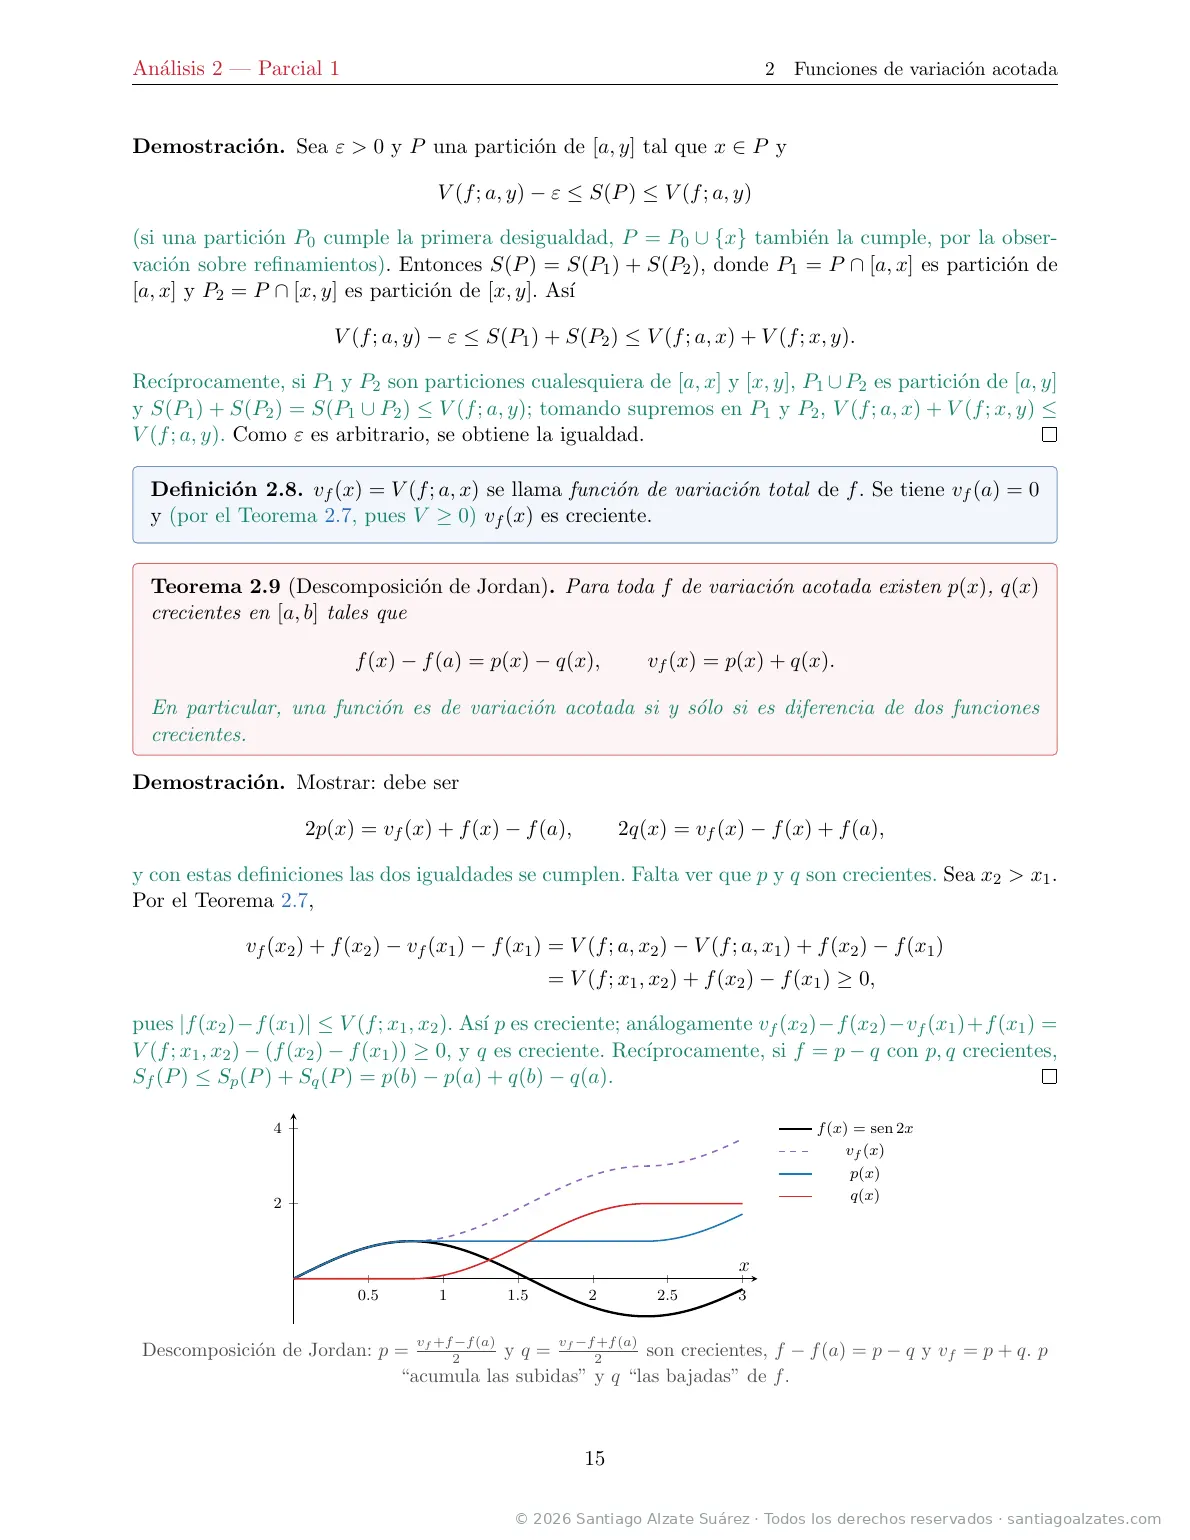 Análisis 2 — Parcial 1
2 Funciones de variación acotada
Demostración. Sea ε > 0 y P una partición de [a, y] tal que x ∈ P y
V(f; a, y) − ε ≤ S(P) ≤ V(f; a, y)
(si una partición P₀ cumple la primera desigualdad, P = P₀ ∪ {x} también la cumple, por la obser-
vación sobre refinamientos). Entonces S(P) = S(P₁) + S(P₂), donde P₁ = P ∩ [a, x] es partición de
[a, x] y P₂ = P ∩ [x, y] es partición de [x, y]. Así
V(f; a, y) − ε ≤ S(P₁) + S(P₂) ≤ V(f; a, x) + V(f; x, y).
Recíprocamente, si P₁ y P₂ son particiones cualesquiera de [a, x] y [x, y], P₁ ∪ P₂ es partición de [a, y]
y S(P₁) + S(P₂) = S(P₁ ∪ P₂) ≤ V(f; a, y); tomando supremos en P₁ y P₂, V(f; a, x) + V(f; x, y) ≤
V(f; a, y). Como ε es arbitrario, se obtiene la igualdad. □
Definición 2.8. v_f(x) = V(f; a, x) se llama función de variación total de f. Se tiene v_f(a) = 0
y (por el Teorema 2.7, pues V ≥ 0) v_f(x) es creciente.
Teorema 2.9 (Descomposición de Jordan). Para toda f de variación acotada existen p(x), q(x)
crecientes en [a, b] tales que
f(x) − f(a) = p(x) − q(x), v_f(x) = p(x) + q(x).
En particular, una función es de variación acotada si y sólo si es diferencia de dos funciones
crecientes.
Demostración. Mostrar: debe ser
2p(x) = v_f(x) + f(x) − f(a), 2q(x) = v_f(x) − f(x) + f(a),
y con estas definiciones las dos igualdades se cumplen. Falta ver que p y q son crecientes. Sea x₂ > x₁.
Por el Teorema 2.7,
v_f(x₂) + f(x₂) − v_f(x₁) − f(x₁) = V(f; a, x₂) − V(f; a, x₁) + f(x₂) − f(x₁)
= V(f; x₁, x₂) + f(x₂) − f(x₁) ≥ 0,
pues |f(x₂)−f(x₁)| ≤ V(f; x₁, x₂). Así p es creciente; análogamente v_f(x₂)−f(x₂)−v_f(x₁)+f(x₁) =
V(f; x₁, x₂) − (f(x₂) − f(x₁)) ≥ 0, y q es creciente. Recíprocamente, si f = p − q con p, q crecientes,
S_f(P) ≤ S_p(P) + S_q(P) = p(b) − p(a) + q(b) − q(a). □
4
2
f(x) = sen 2x
v_f(x)
p(x)
q(x)
x
0.5 1 1.5 2 2.5 3
Descomposición de Jordan: p = (v_f+f−f(a))/2 y q = (v_f−f+f(a))/2 son crecientes, f − f(a) = p − q y v_f = p + q. p
“acumula las subidas” y q “las bajadas” de f.
15
© 2026 Santiago Alzate Suárez · Todos los derechos reservados · santiagoalzates.com